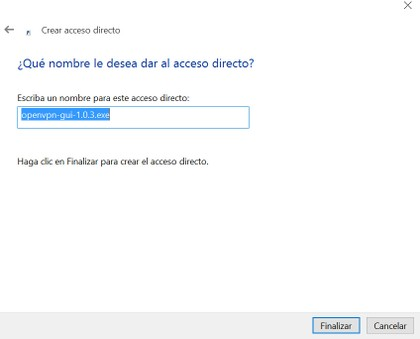 Crear acceso directo
¿Qué nombre le desea dar al acceso directo?
Escriba un nombre para este acceso directo:
openvpn-gui-1.0.3.exe
Haga clic en Finalizar para crear el acceso directo.
Finalizar
Cancelar